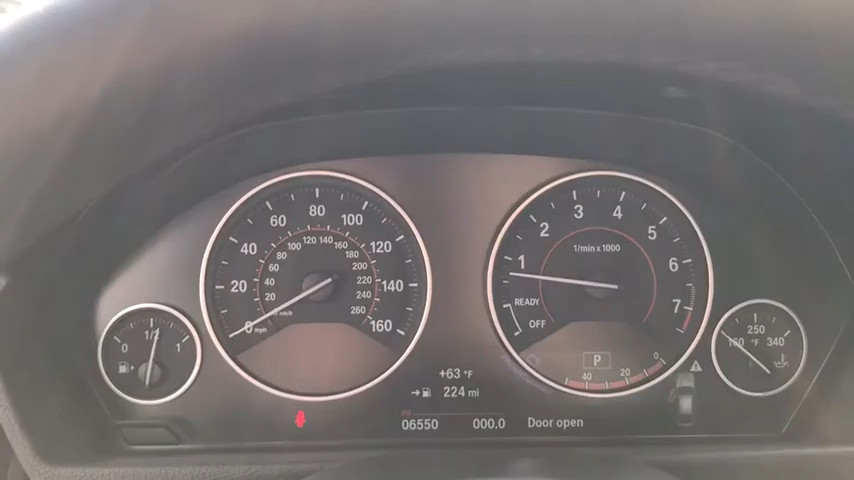 0 1/2 1
0 20 40 60 80 100 120 140 160
mph
20 40 60 80 100 120 140 160 180 200 220 240 260
km/h
1 2 3 4 5 6 7
1/min x 1000
READY
OFF
P
40 20 0
150 250 340
°F
+63 °F
224 mi
06550 000.0
Door open